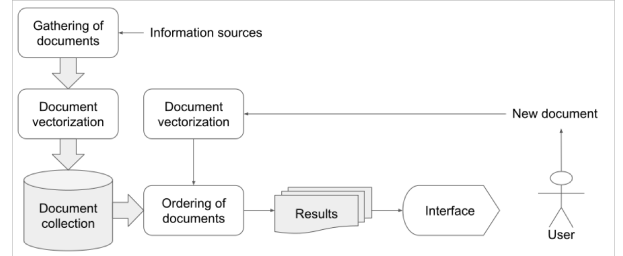 Gathering of
documents
Information sources
Document
vectorization
Document
vectorization
New document
Document
collection
Ordering of
documents
Results
Interface
User